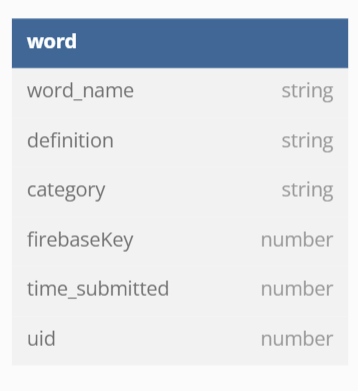 word
word_name string
definition string
category string
firebaseKey number
time_submitted number
uid number